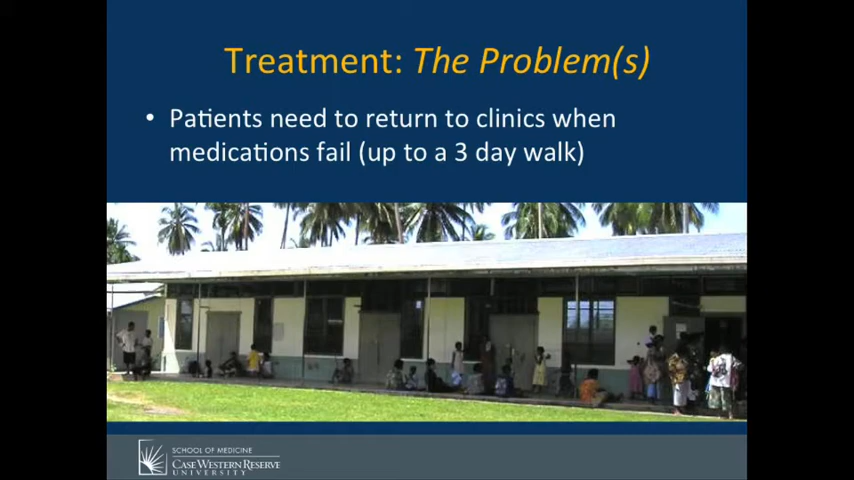 Treatment: The Problem(s)
• Patients need to return to clinics when
medications fail (up to a 3 day walk)
SCHOOL OF MEDICINE
CASE WESTERN RESERVE
UNIVERSITY